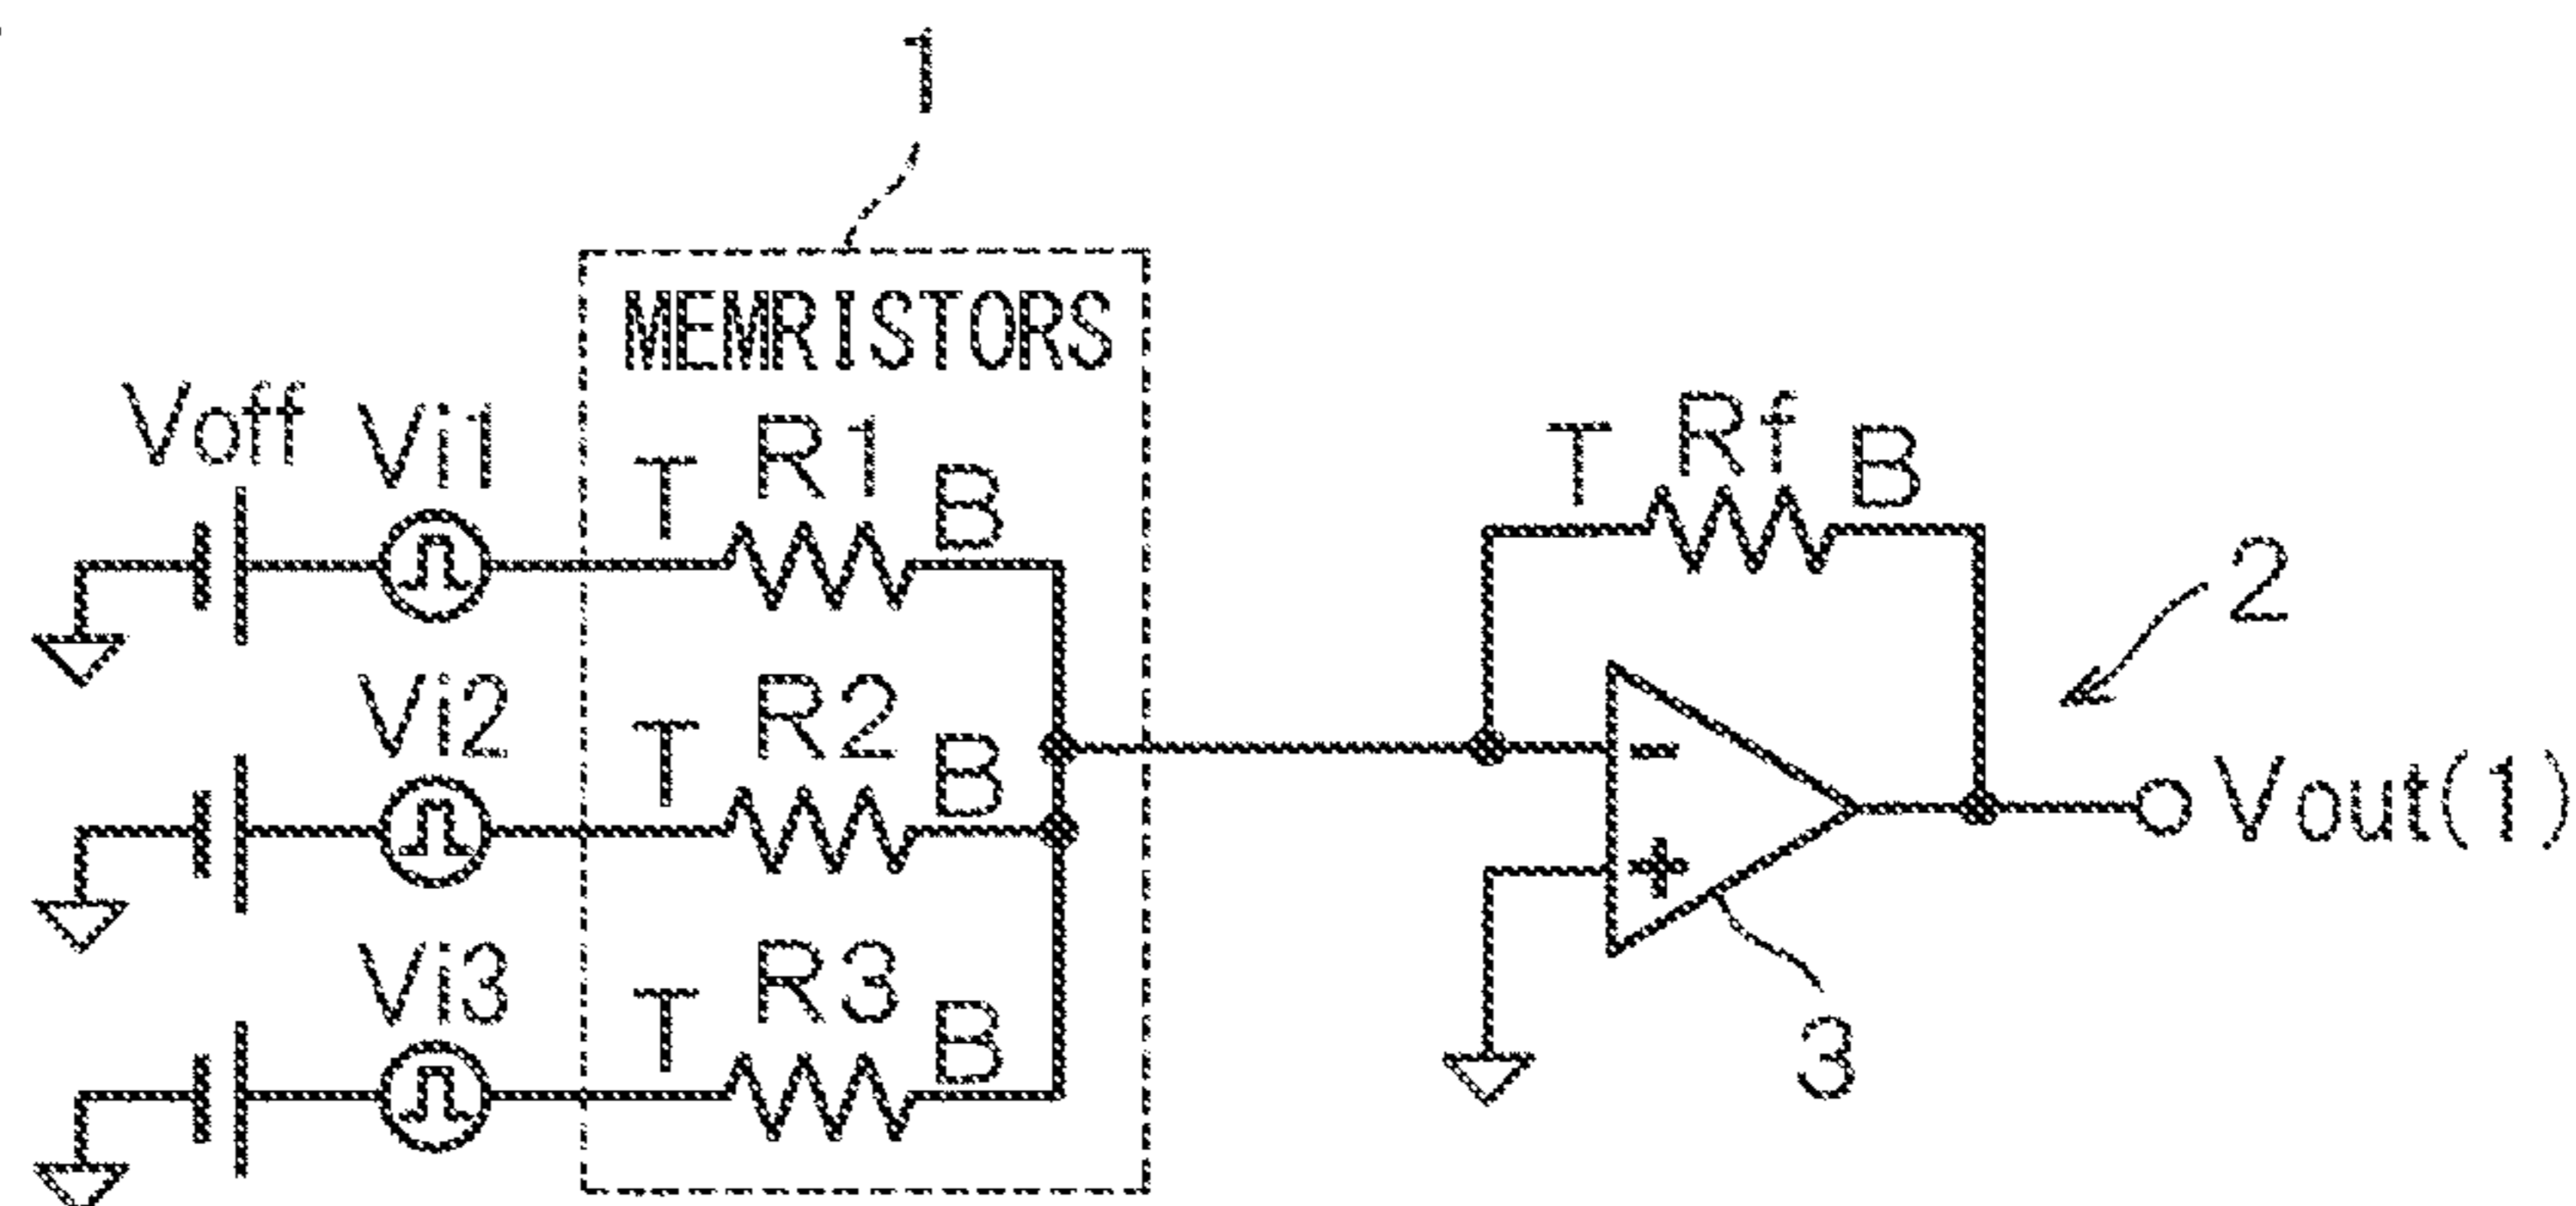 1
MEMRISTORS
Voff Vi1 T R1 B
T Rf B
2
Vi2 T R2 B
- Vout(1)
+
Vi3 T R3 B
3